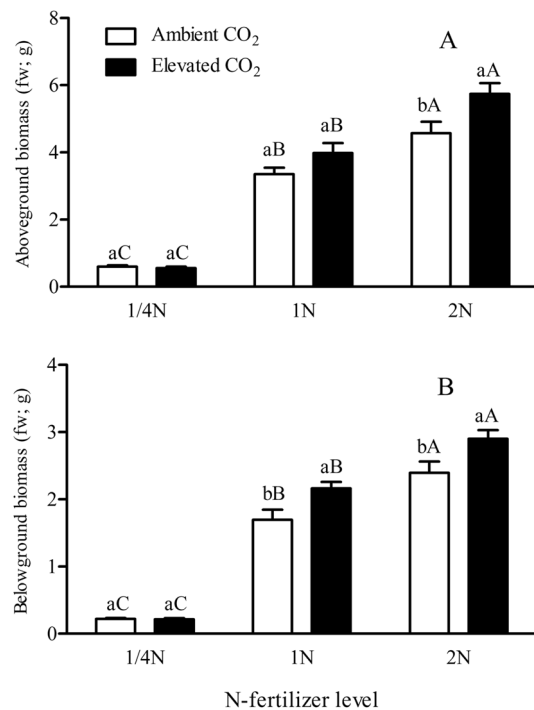 8
Ambient CO2
A
Elevated CO2
aA
6
bA
aB
aB
4
2
aC aC
0
1/4N 1N 2N
Aboveground biomass (fw; g)
4
B
aA
3
bA
aB
bB
2
1
aC aC
0
1/4N 1N 2N
Belowground biomass (fw; g)
N-fertilizer level